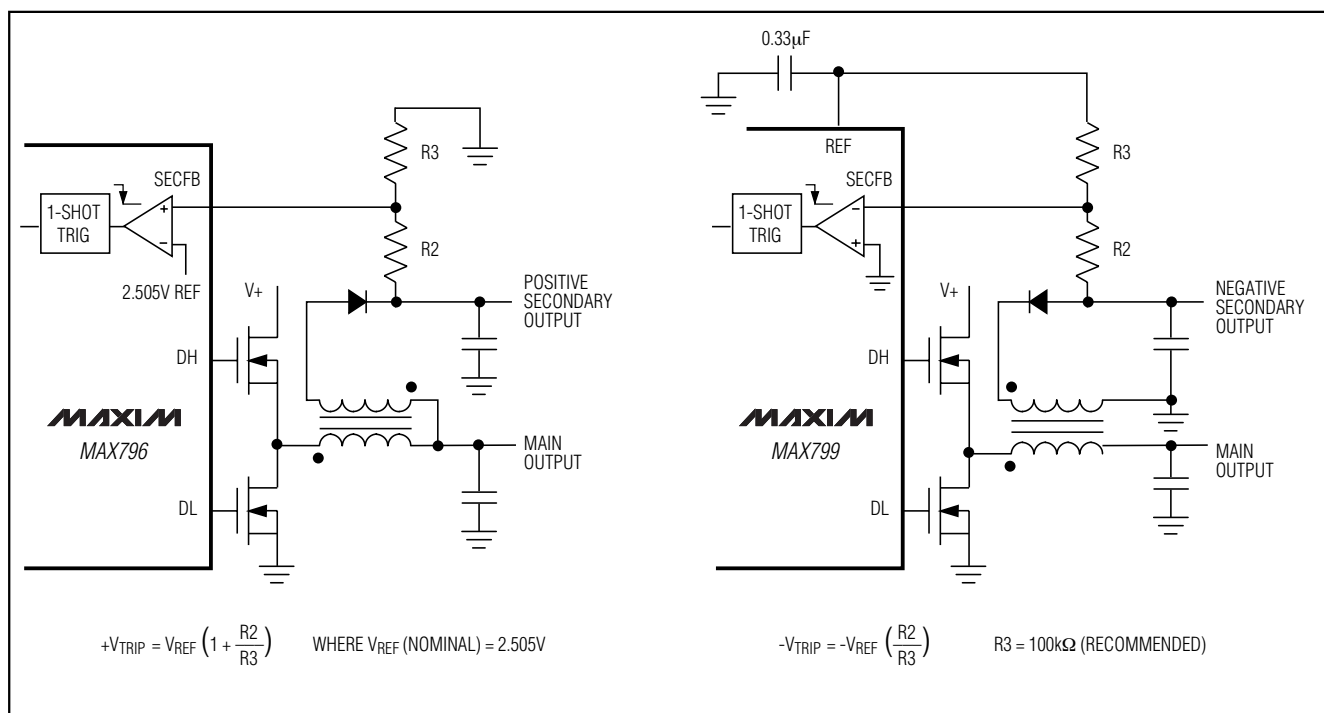 R3
SECFB
1-SHOT
TRIG
+
−
R2
2.505V REF
V+
POSITIVE
SECONDARY
OUTPUT
DH
MAXIM
MAX796
MAIN
OUTPUT
DL
+VTRIP = VREF (1 + R2/R3) WHERE VREF (NOMINAL) = 2.505V
0.33μF
REF
R3
SECFB
1-SHOT
TRIG
−
+
R2
V+
NEGATIVE
SECONDARY
OUTPUT
DH
MAXIM
MAX799
MAIN
OUTPUT
DL
-VTRIP = -VREF (R2/R3) R3 = 100kΩ (RECOMMENDED)